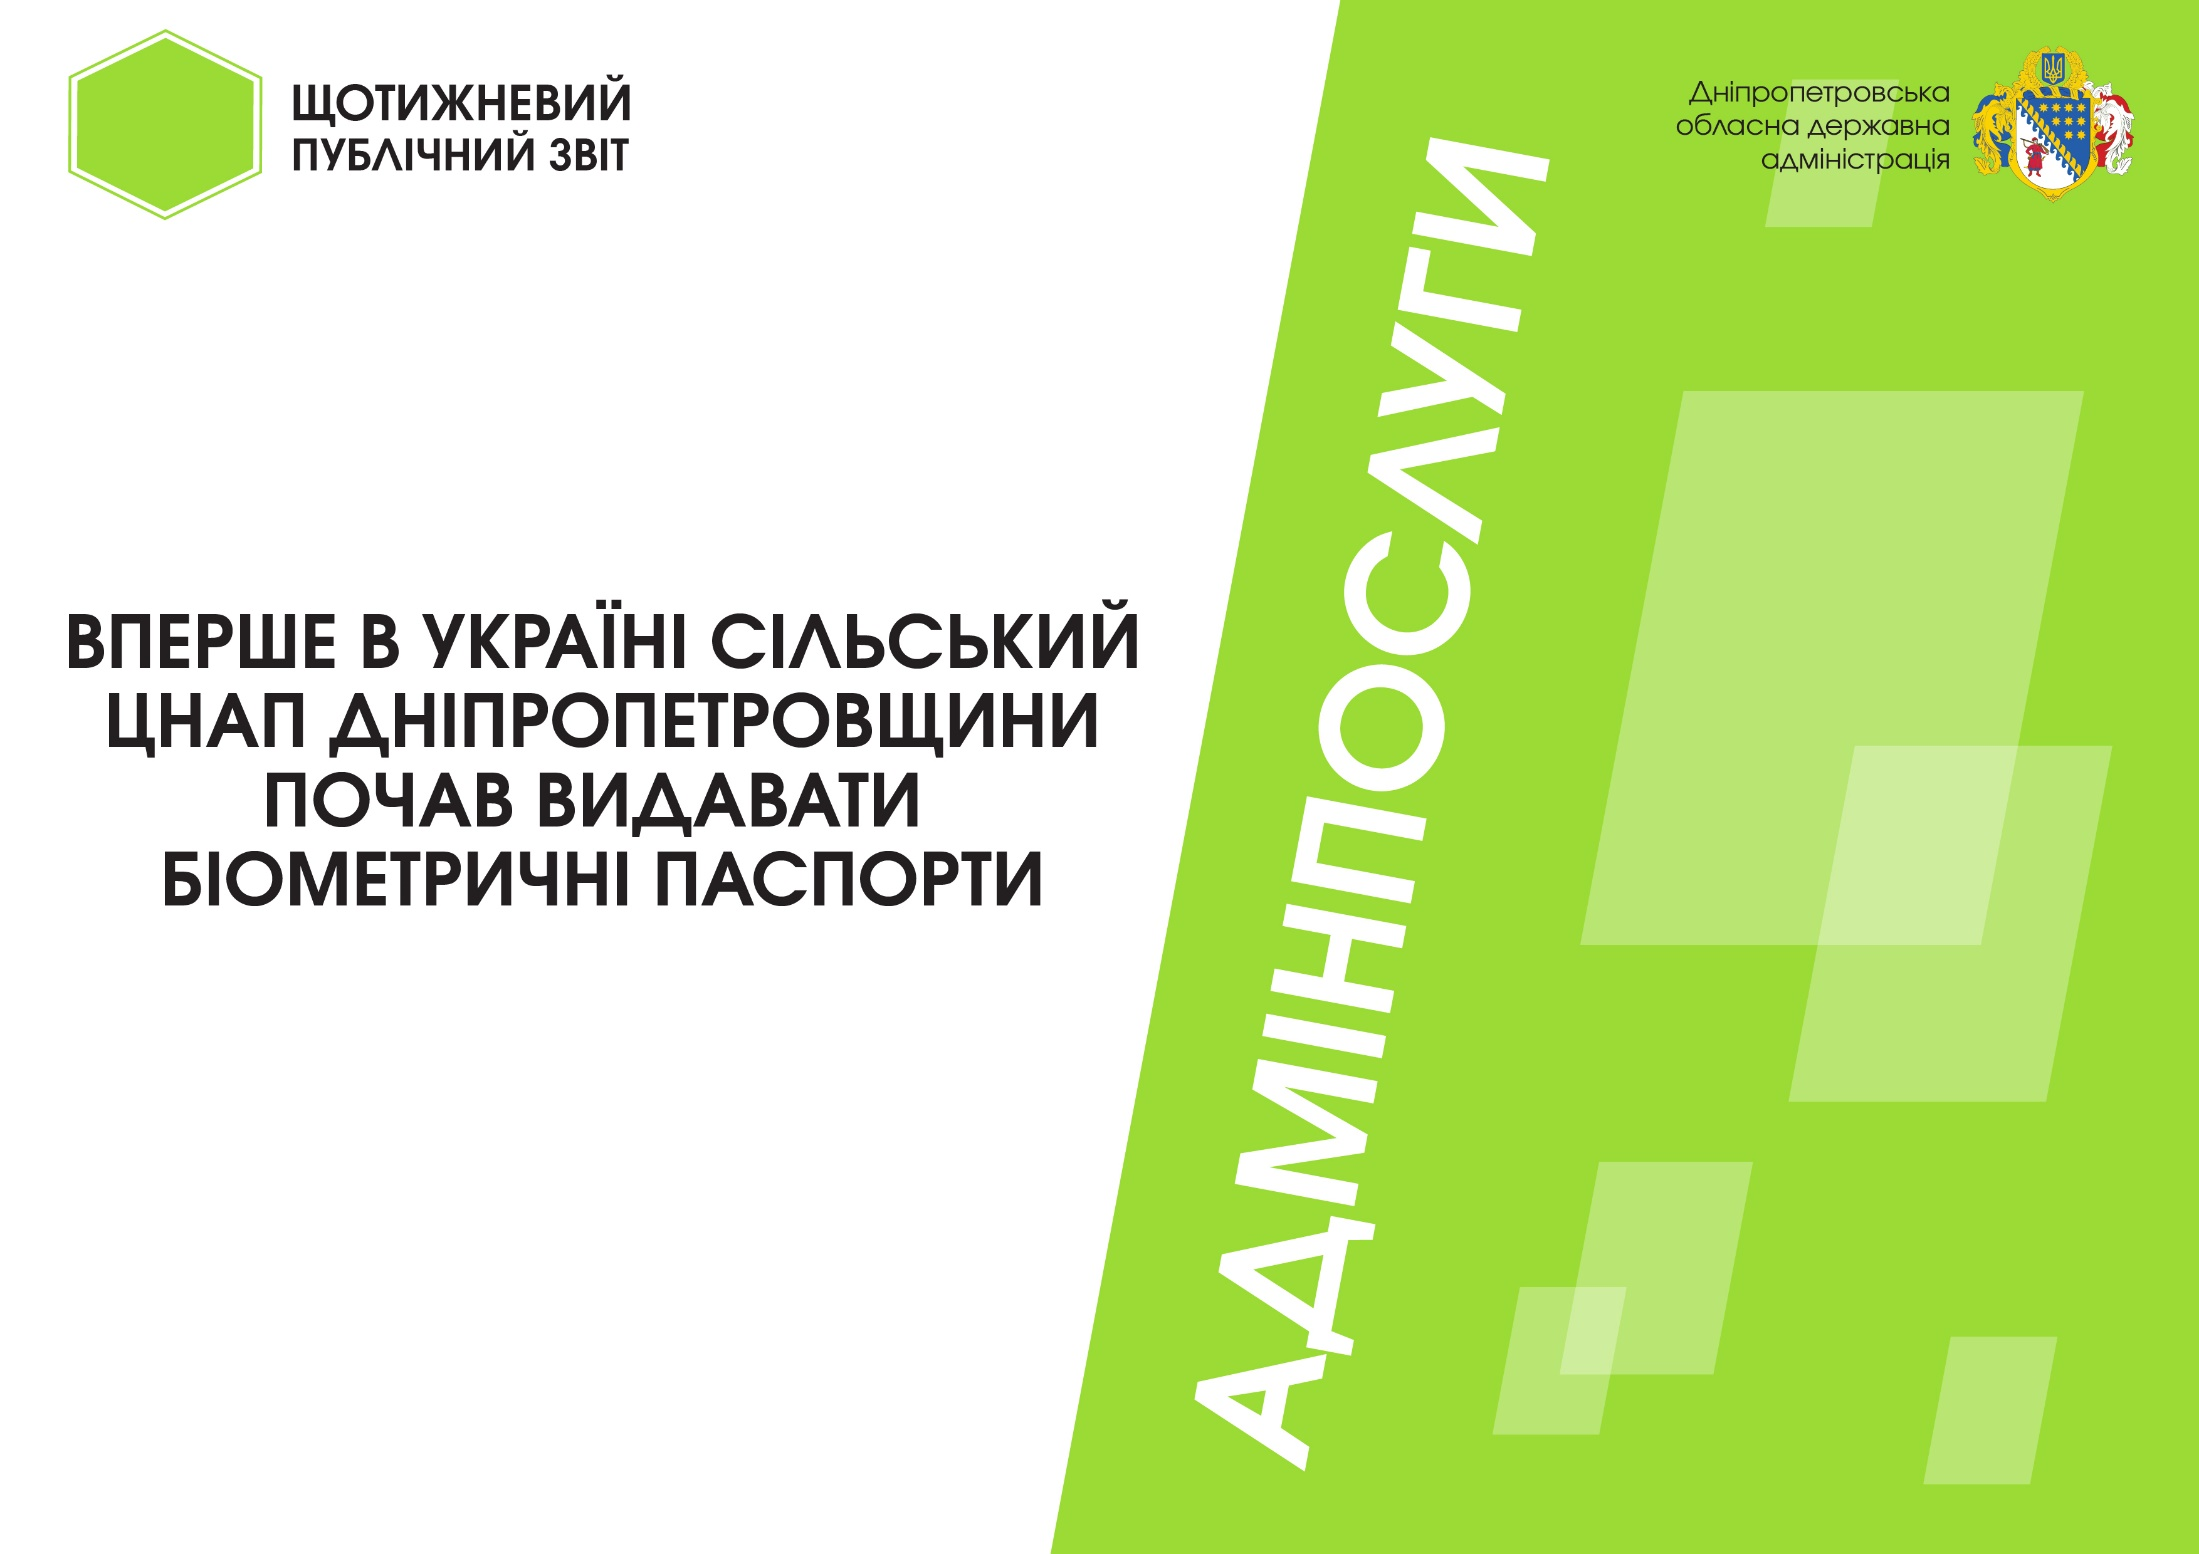 ЩОТИЖНЕВИЙ
ПУБЛІЧНИЙ ЗВІТ
Дніпропетровська
обласна державна
адміністрація
ВПЕРШЕ В УКРАЇНІ СІЛЬСЬКИЙ
ЦНАП ДНІПРОПЕТРОВЩИНИ
ПОЧАВ ВИДАВАТИ
БІОМЕТРИЧНІ ПАСПОРТИ
АДМІНПОСЛУГИ